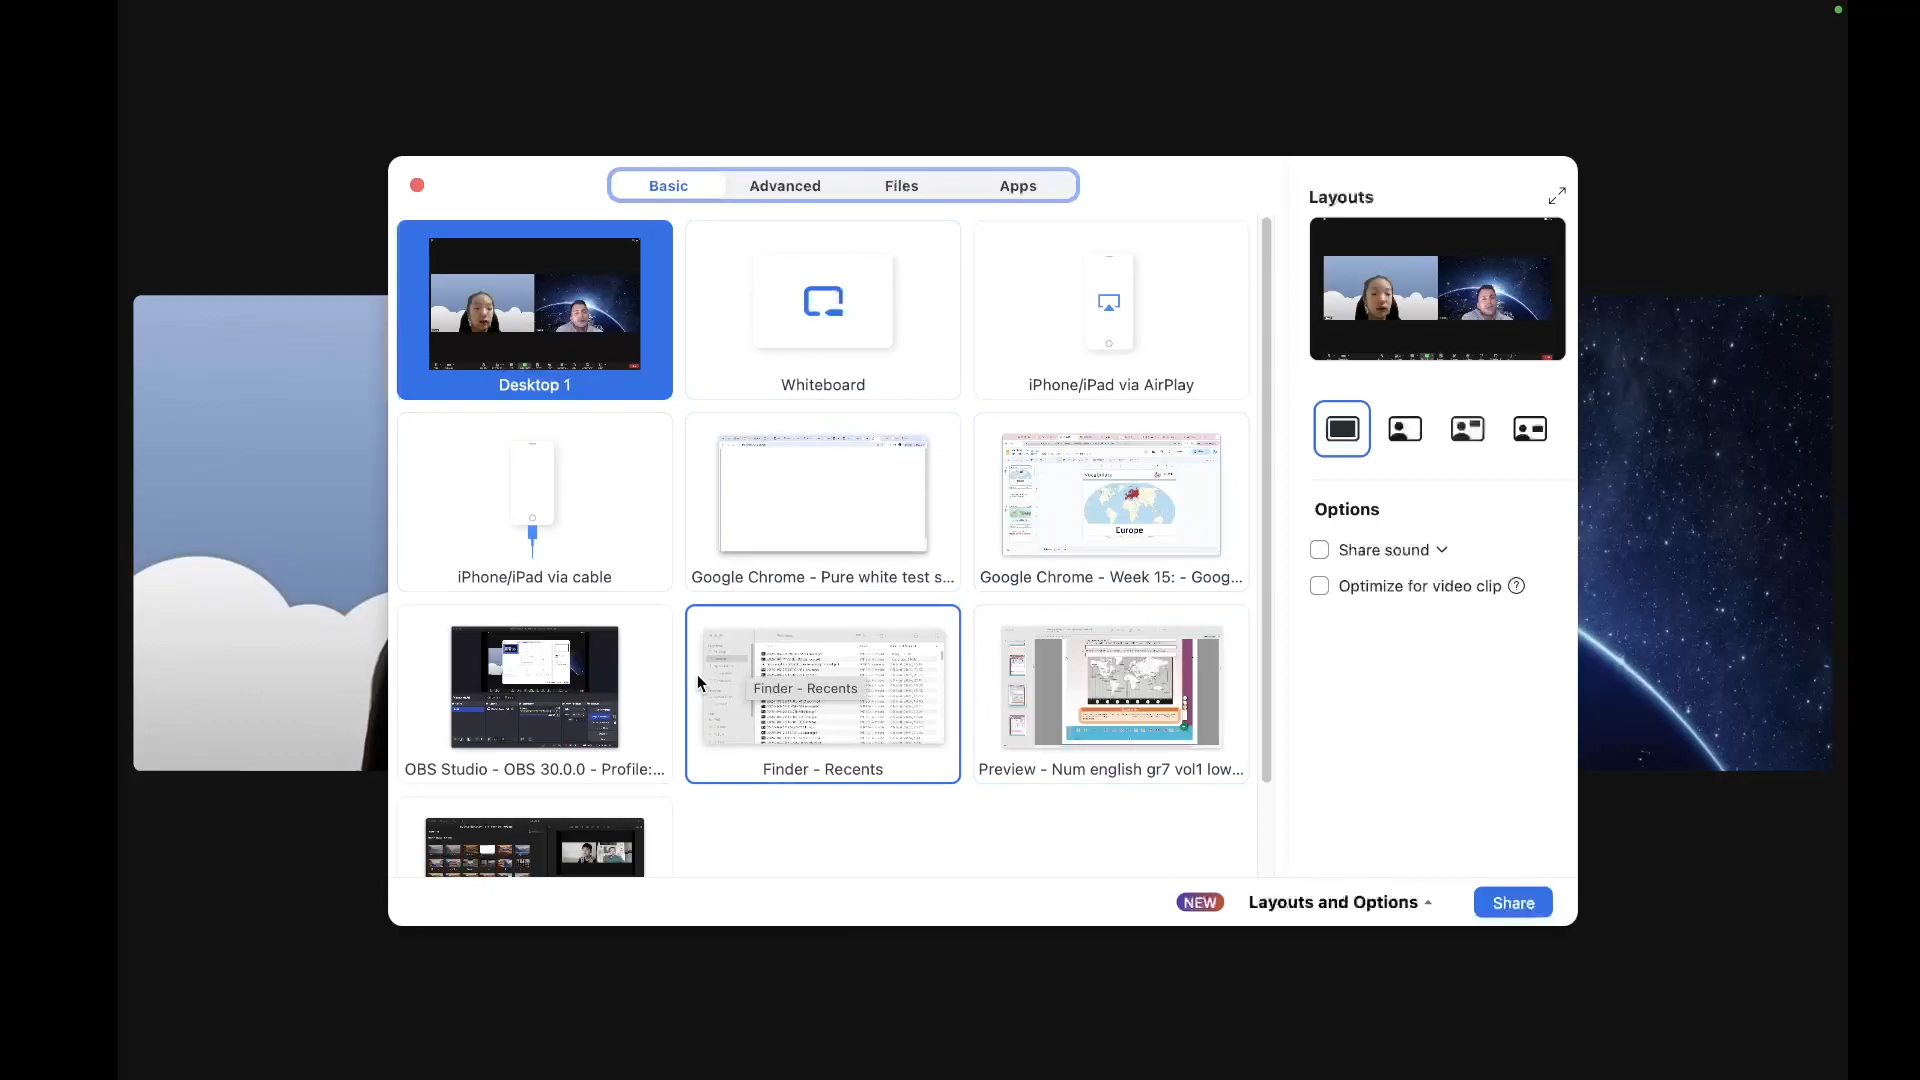 Basic
Advanced
Files
Apps
Layouts
Desktop 1
Whiteboard
iPhone/iPad via AirPlay
Vocabulary
Europe
iPhone/iPad via cable
Google Chrome - Pure white test s...
Google Chrome - Week 15: - Goog...
Options
Share sound
Optimize for video clip
Finder - Recents
OBS Studio - OBS 30.0.0 - Profile:...
Finder - Recents
Preview - Num english gr7 vol1 low...
NEW
Layouts and Options
Share